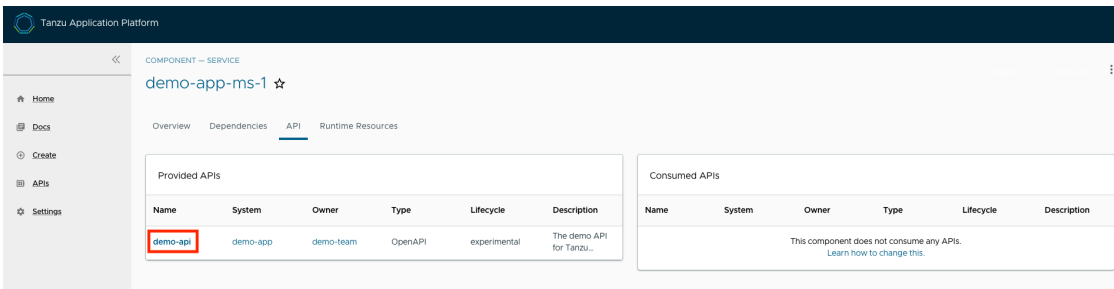 Tanzu Application Platform
Home
Docs
Create
APIs
Settings
COMPONENT — SERVICE
demo-app-ms-1
Overview Dependencies API Runtime Resources
Provided APIs
Name System Owner Type Lifecycle Description
demo-api demo-app demo-team OpenAPI experimental The demo API
for Tanzu...
Consumed APIs
Name System Owner Type Lifecycle Description
This component does not consume any APIs.
Learn how to change this.